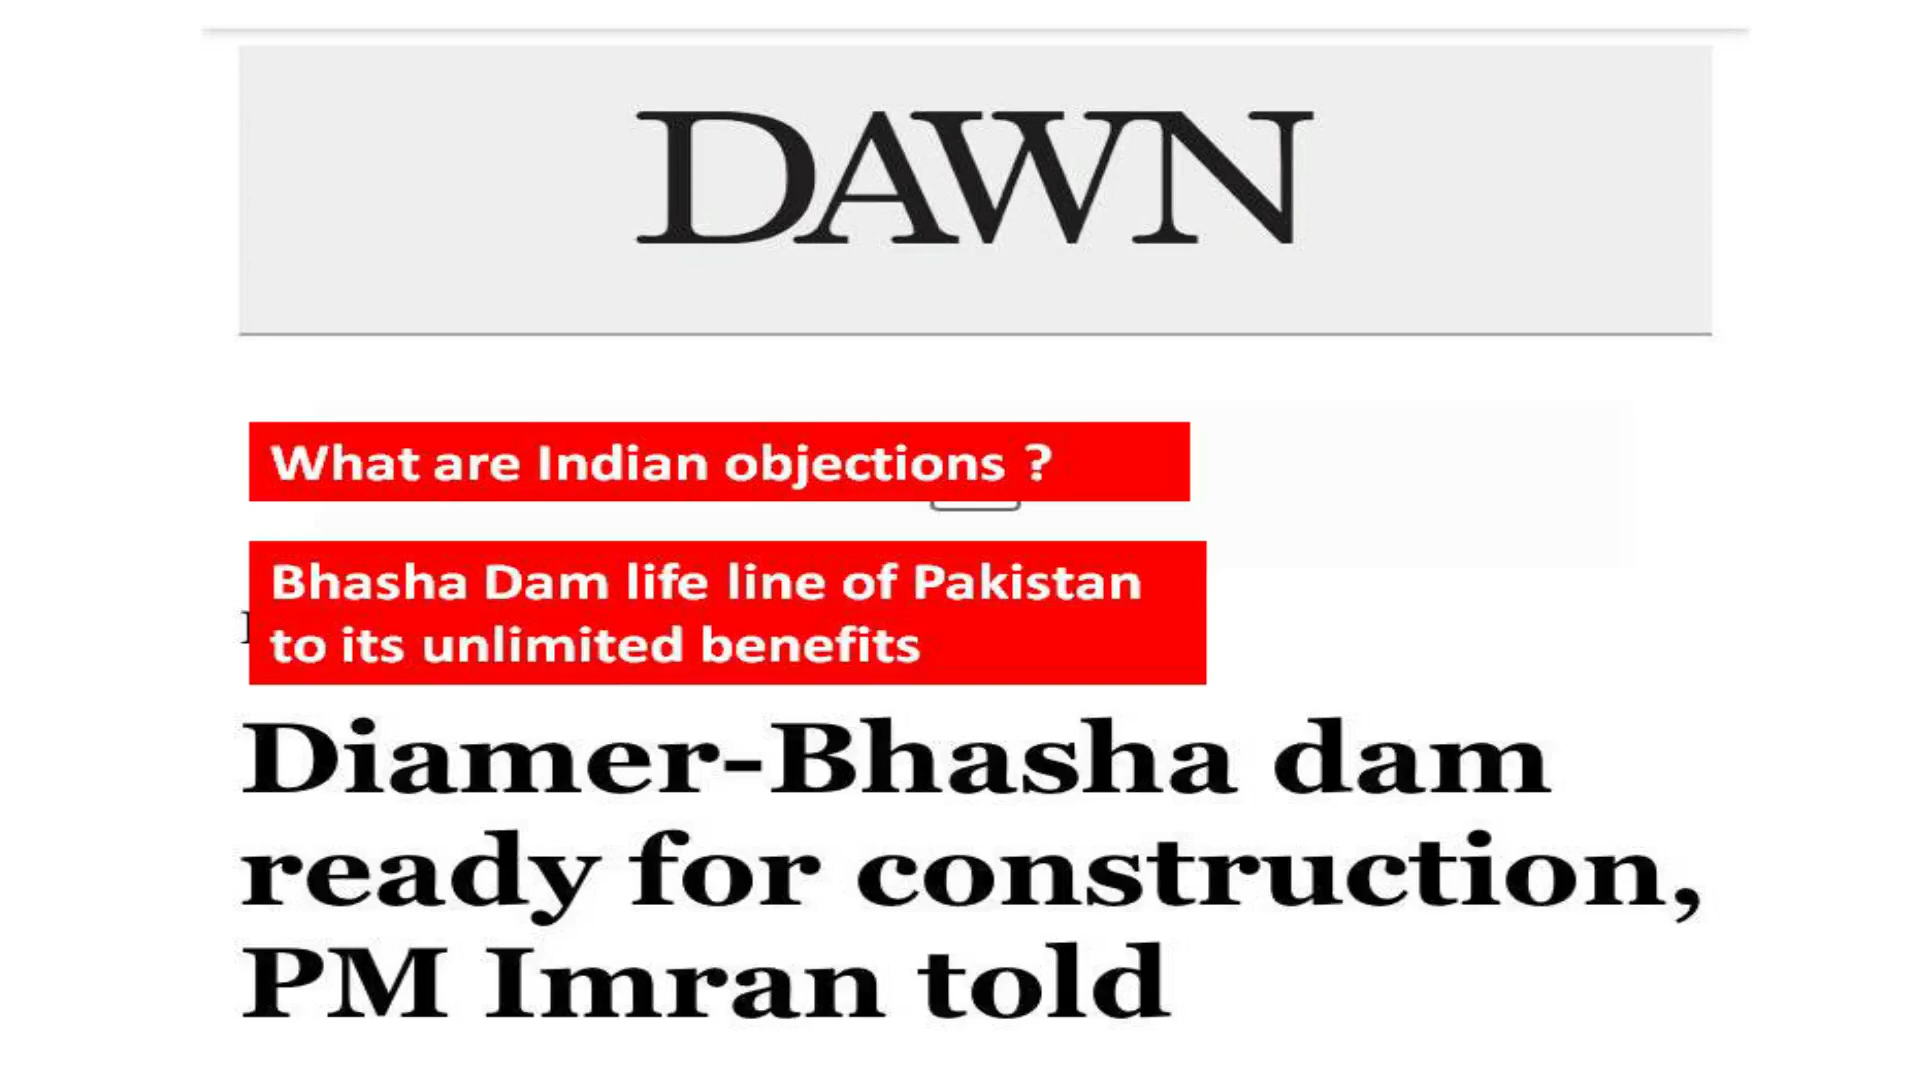 DAWN
What are Indian objections ?
Bhasha Dam life line of Pakistan
to its unlimited benefits
Diamer-Bhasha dam
ready for construction,
PM Imran told